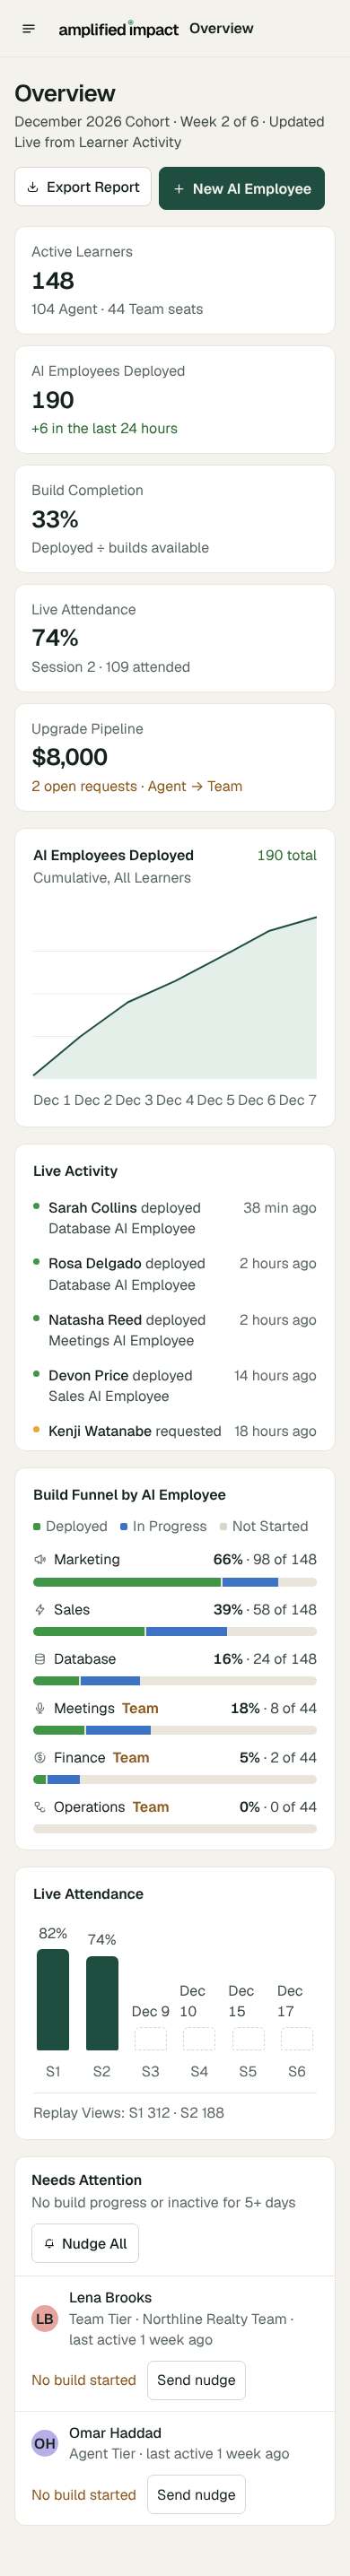 amplified impact
Overview
Overview
December 2026 Cohort · Week 2 of 6 · Updated
Live from Learner Activity
Export Report
+ New AI Employee
Active Learners
148
104 Agent · 44 Team seats
AI Employees Deployed
190
+6 in the last 24 hours
Build Completion
33%
Deployed ÷ builds available
Live Attendance
74%
Session 2 · 109 attended
Upgrade Pipeline
$8,000
2 open requests · Agent → Team
AI Employees Deployed 190 total
Cumulative, All Learners
Dec 1 Dec 2 Dec 3 Dec 4 Dec 5 Dec 6 Dec 7
Live Activity
Sarah Collins deployed 38 min ago
Database AI Employee
Rosa Delgado deployed 2 hours ago
Database AI Employee
Natasha Reed deployed 2 hours ago
Meetings AI Employee
Devon Price deployed 14 hours ago
Sales AI Employee
Kenji Watanabe requested 18 hours ago
Build Funnel by AI Employee
Deployed In Progress Not Started
Marketing 66% · 98 of 148
Sales 39% · 58 of 148
Database 16% · 24 of 148
Meetings Team 18% · 8 of 44
Finance Team 5% · 2 of 44
Operations Team 0% · 0 of 44
Live Attendance
82% 74% Dec 9 Dec 10 Dec 15 Dec 17
S1 S2 S3 S4 S5 S6
Replay Views: S1 312 · S2 188
Needs Attention
No build progress or inactive for 5+ days
Nudge All
LB
Lena Brooks
Team Tier · Northline Realty Team ·
last active 1 week ago
No build started Send nudge
OH
Omar Haddad
Agent Tier · last active 1 week ago
No build started Send nudge